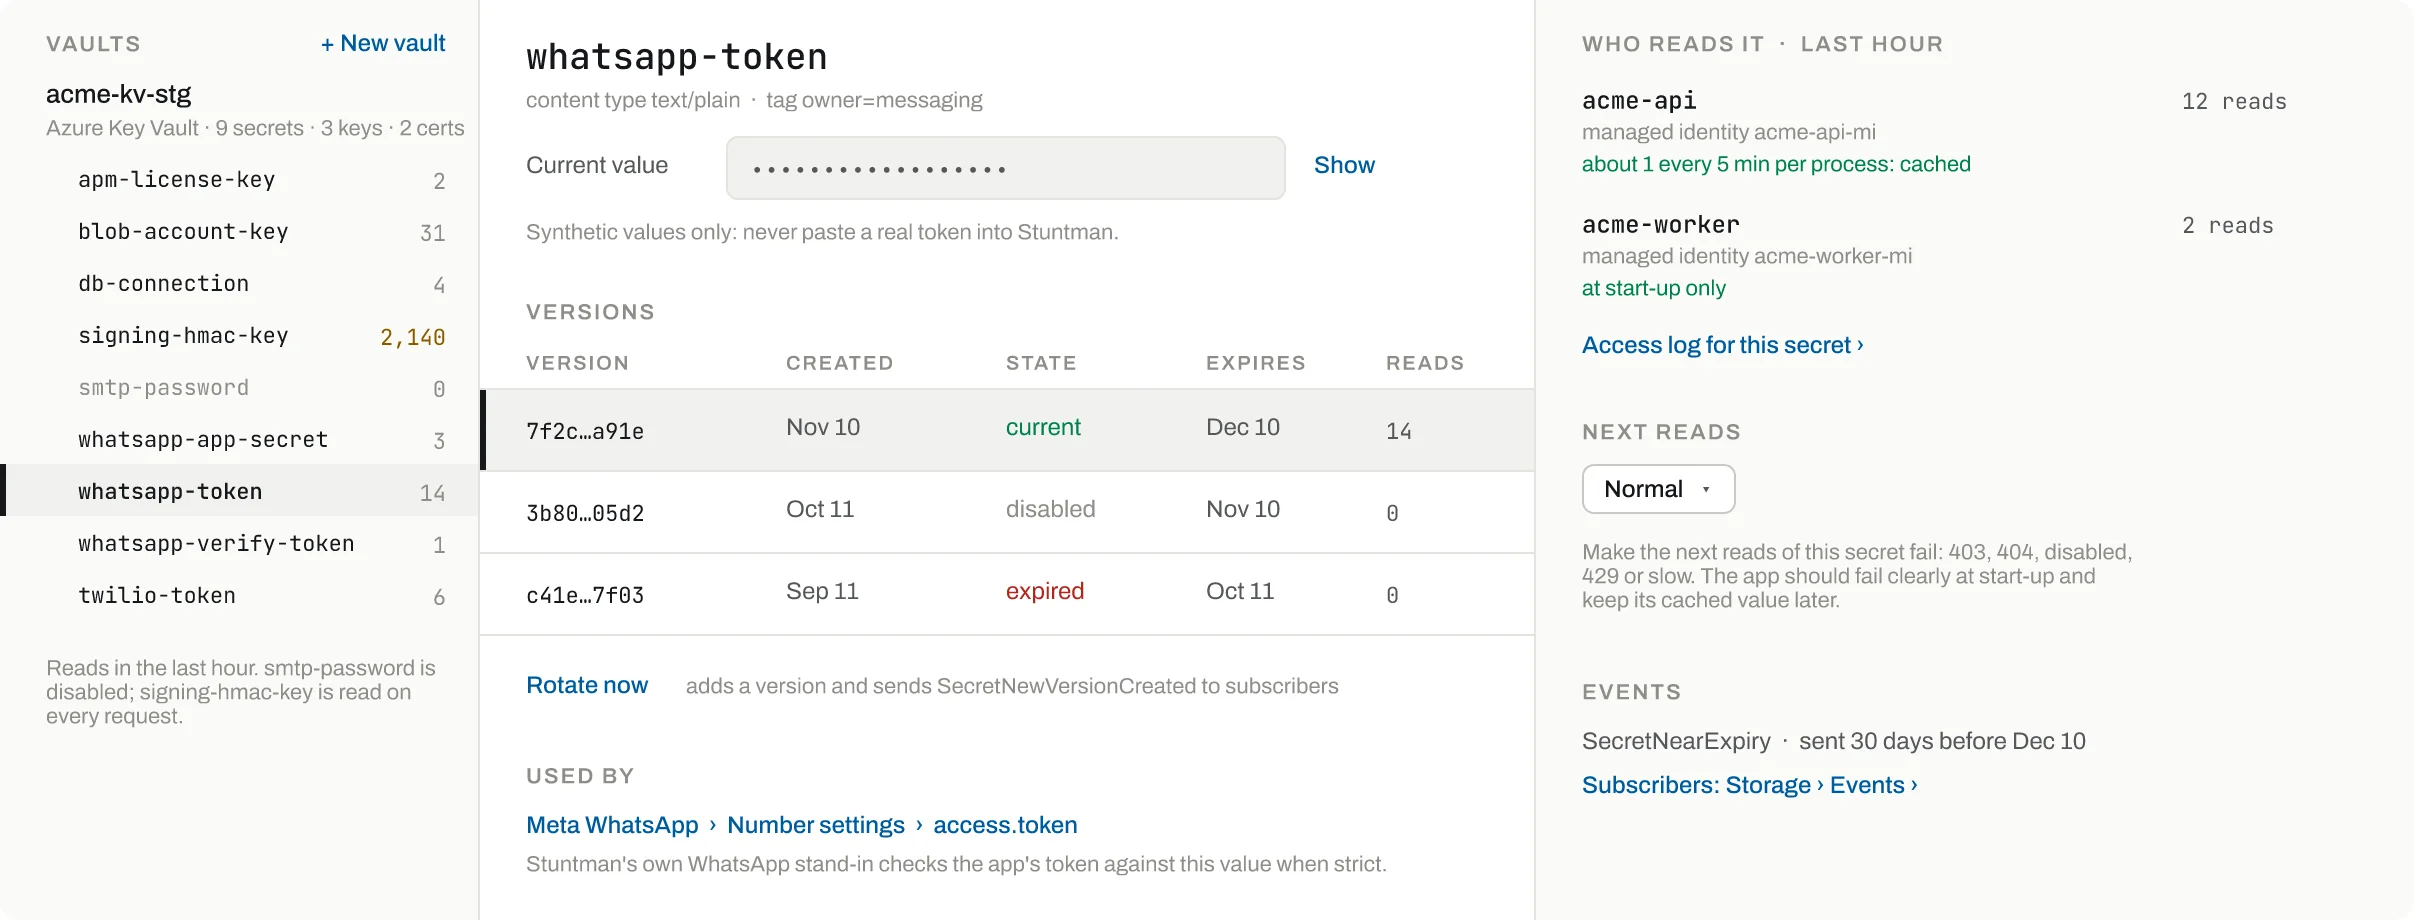 VAULTS
+ New vault
acme-kv-stg
Azure Key Vault · 9 secrets · 3 keys · 2 certs
apm-license-key 2
blob-account-key 31
db-connection 4
signing-hmac-key 2,140
smtp-password 0
whatsapp-app-secret 3
whatsapp-token 14
whatsapp-verify-token 1
twilio-token 6
Reads in the last hour. smtp-password is
disabled; signing-hmac-key is read on
every request.
whatsapp-token
content type text/plain · tag owner=messaging
Current value •••••••••••••••••• Show
Synthetic values only: never paste a real token into Stuntman.
VERSIONS
VERSION CREATED STATE EXPIRES READS
7f2c…a91e Nov 10 current Dec 10 14
3b80…05d2 Oct 11 disabled Nov 10 0
c41e…7f03 Sep 11 expired Oct 11 0
Rotate now adds a version and sends SecretNewVersionCreated to subscribers
USED BY
Meta WhatsApp › Number settings › access.token
Stuntman's own WhatsApp stand-in checks the app's token against this value when strict.
WHO READS IT · LAST HOUR
acme-api 12 reads
managed identity acme-api-mi
about 1 every 5 min per process: cached
acme-worker 2 reads
managed identity acme-worker-mi
at start-up only
Access log for this secret ›
NEXT READS
Normal ▾
Make the next reads of this secret fail: 403, 404, disabled,
429 or slow. The app should fail clearly at start-up and
keep its cached value later.
EVENTS
SecretNearExpiry · sent 30 days before Dec 10
Subscribers: Storage › Events ›